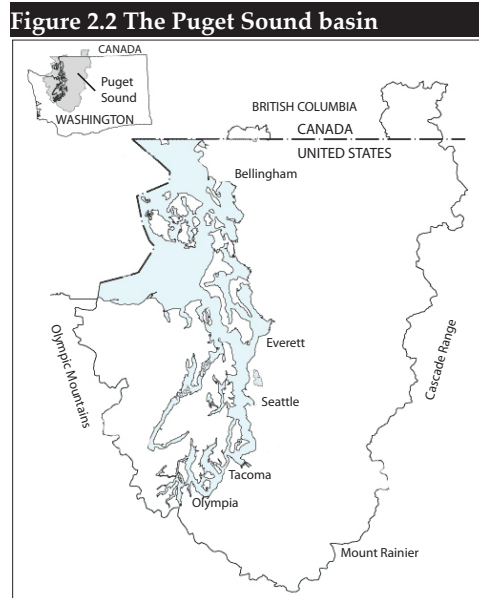 Figure 2.2 The Puget Sound basin
CANADA
Puget
Sound
WASHINGTON
BRITISH COLUMBIA
CANADA
UNITED STATES
Bellingham
Olympic Mountains
Everett
Cascade Range
Seattle
Tacoma
Olympia
Mount Rainier